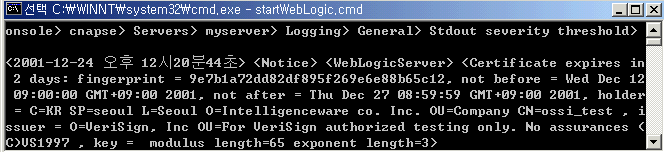 선택 C:\WINNT\system32\cmd.exe - startWebLogic.cmd
onsole> cnapse> Servers> myserver> Logging> General> Stdout severity threshold>
<2001-12-24 오후 12시20분44초> <Notice> <WebLogicServer> <Certificate expires in
2 days: fingerprint = 9e7b1a72dd82df895f269e6e88b65c12, not before = Wed Dec 12
09:00:00 GMT+09:00 2001, not after = Thu Dec 27 08:59:59 GMT+09:00 2001, holder
= C=KR SP=seoul L=Seoul O=Intelligenceware co. Inc. OU=Company CN=ossi_test , i
ssuer = O=VeriSign, Inc OU=For VeriSign authorized testing only. No assurances (
C)VS1997 , key = modulus length=65 exponent length=3>